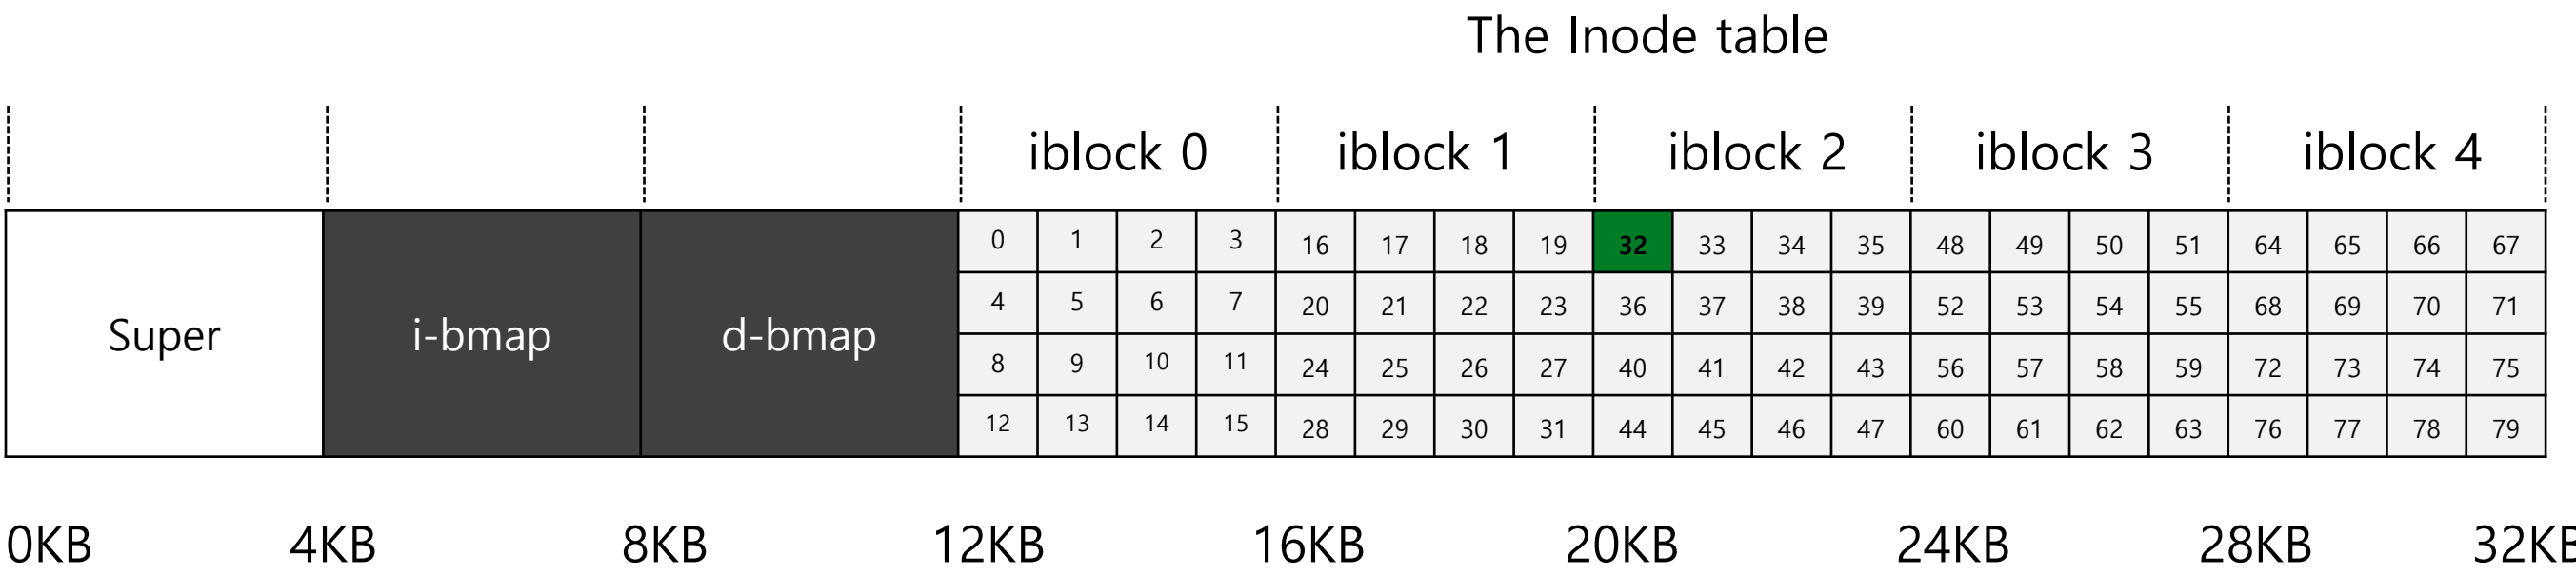 The Inode table
iblock 0 iblock 1 iblock 2 iblock 3 iblock 4
0 1 2 3 16 17 18 19 32 33 34 35 48 49 50 51 64 65 66 67
4 5 6 7 20 21 22 23 36 37 38 39 52 53 54 55 68 69 70 71
Super i-bmap d-bmap
8 9 10 11 24 25 26 27 40 41 42 43 56 57 58 59 72 73 74 75
12 13 14 15 28 29 30 31 44 45 46 47 60 61 62 63 76 77 78 79
0KB 4KB 8KB 12KB 16KB 20KB 24KB 28KB 32KB